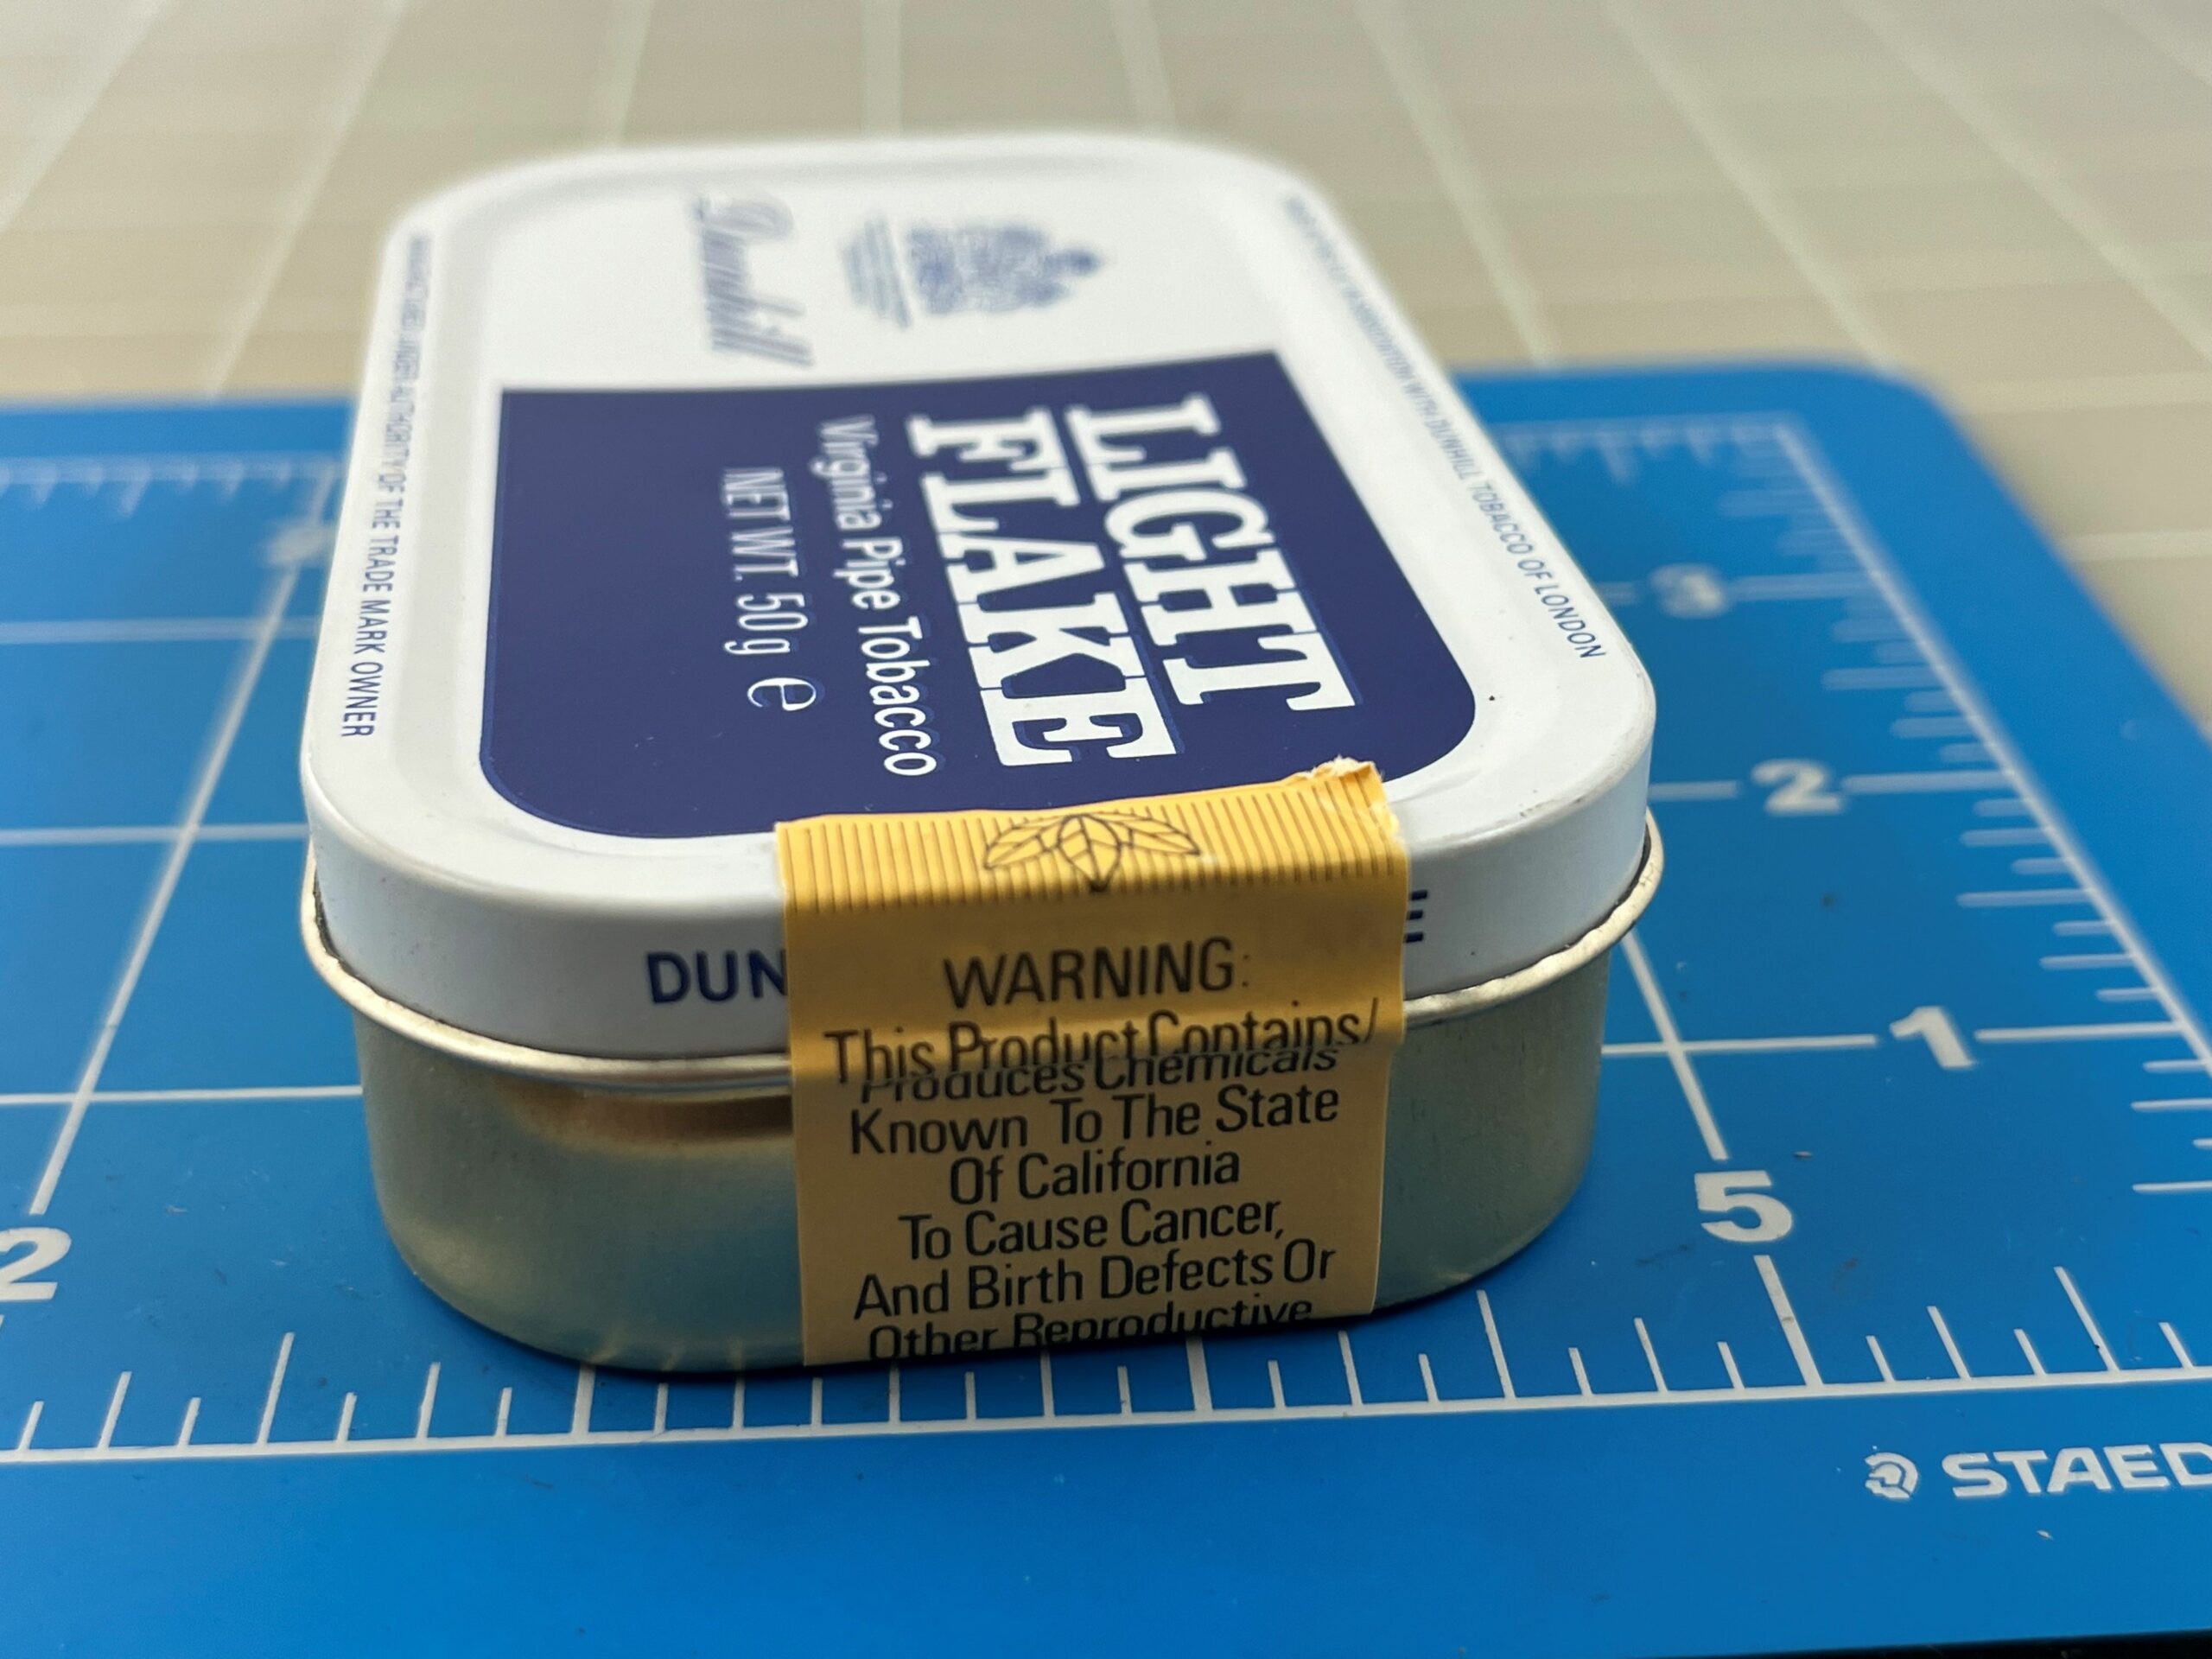 Dunhill
LIGHT
FLAKE
Virginia Pipe Tobacco
NET WT. 50g e
AUTHORITY OF THE TRADE MARK OWNER
WITH DUNHILL TOBACCO OF LONDON
DUN
E
WARNING:
This Product Contains/
Produces Chemicals
Known To The State
Of California
To Cause Cancer,
And Birth Defects Or
Other Reproductive
3
2
1
2
5
STAED